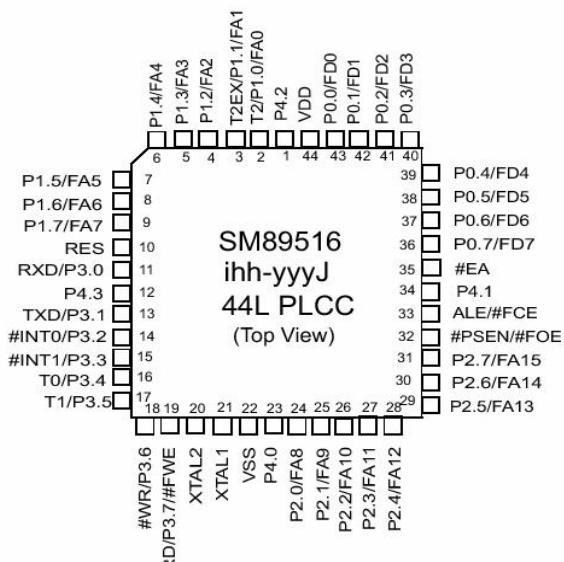 P1.4/FA4
P1.3/FA3
P1.2/FA2
T2EX/P1.1/FA1
T2/P1.0/FA0
P4.2
VDD
P0.0/FD0
P0.1/FD1
P0.2/FD2
P0.3/FD3
6
5
4
3
2
1
44
43
42
41
40
P1.5/FA5
7
P1.6/FA6
8
P1.7/FA7
9
RES
10
RXD/P3.0
11
P4.3
12
TXD/P3.1
13
#INT0/P3.2
14
#INT1/P3.3
15
T0/P3.4
16
T1/P3.5
17
SM89516
ihh-yyyJ
44L PLCC
(Top View)
39
P0.4/FD4
38
P0.5/FD5
37
P0.6/FD6
36
P0.7/FD7
35
#EA
34
P4.1
33
ALE/#FCE
32
#PSEN/#FOE
31
P2.7/FA15
30
P2.6/FA14
29
P2.5/FA13
18
19
20
21
22
23
24
25
26
27
28
#WR/P3.6
RD/P3.7/#FWE
XTAL2
XTAL1
VSS
P4.0
P2.0/FA8
P2.1/FA9
P2.2/FA10
P2.3/FA11
P2.4/FA12